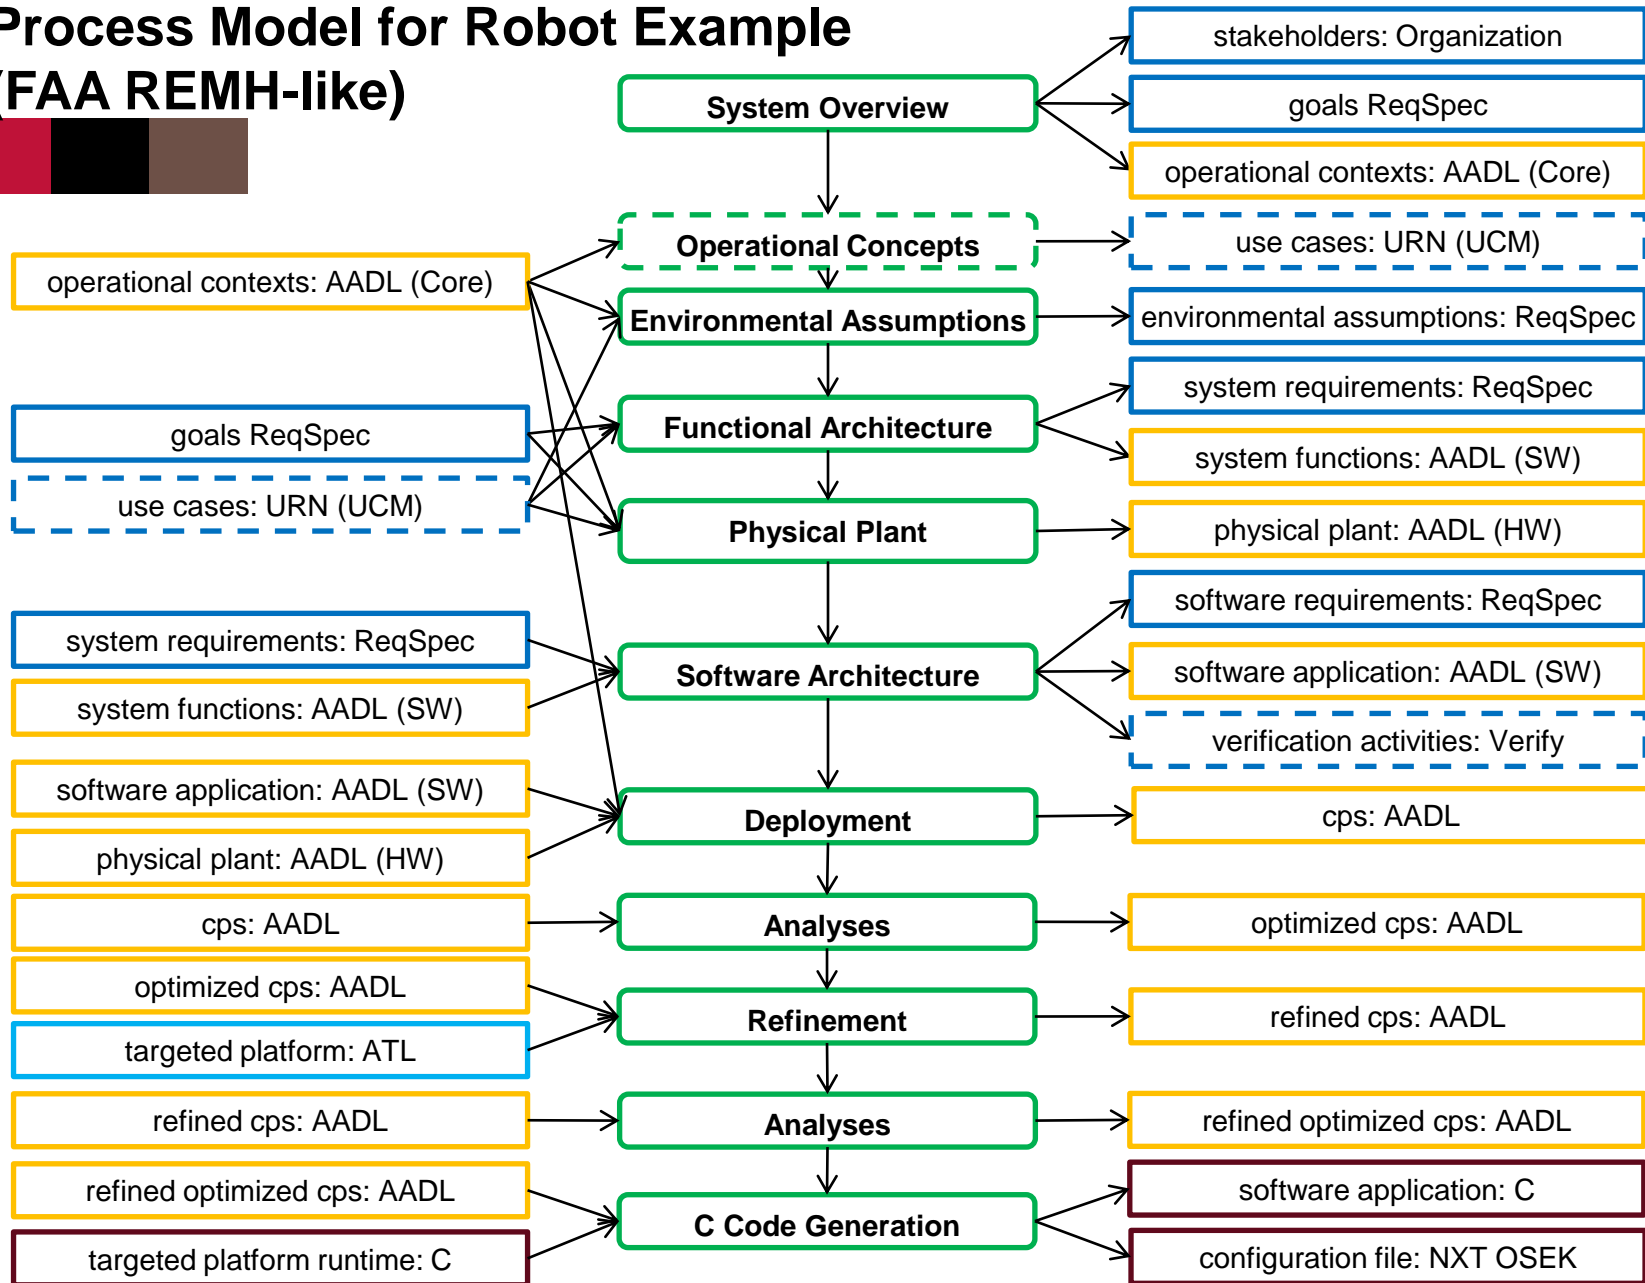 Process Model for Robot Example
(FAA REMH-like)
stakeholders: Organization
System Overview
goals ReqSpec
operational contexts: AADL (Core)
Operational Concepts
use cases: URN (UCM)
operational contexts: AADL (Core)
Environmental Assumptions
environmental assumptions: ReqSpec
system requirements: ReqSpec
goals ReqSpec
Functional Architecture
system functions: AADL (SW)
use cases: URN (UCM)
Physical Plant
physical plant: AADL (HW)
software requirements: ReqSpec
system requirements: ReqSpec
Software Architecture
software application: AADL (SW)
system functions: AADL (SW)
verification activities: Verify
software application: AADL (SW)
Deployment
cps: AADL
physical plant: AADL (HW)
cps: AADL
Analyses
optimized cps: AADL
optimized cps: AADL
Refinement
refined cps: AADL
targeted platform: ATL
refined cps: AADL
Analyses
refined optimized cps: AADL
refined optimized cps: AADL
software application: C
C Code Generation
targeted platform runtime: C
configuration file: NXT OSEK